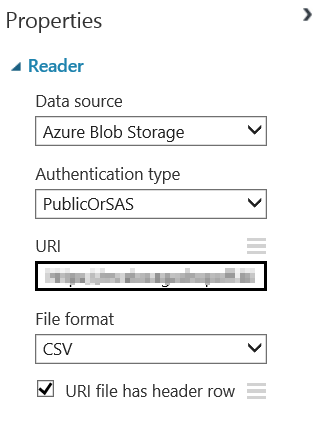 Properties
Reader
Data source
Azure Blob Storage
Authentication type
PublicOrSAS
URI
File format
CSV
URI file has header row